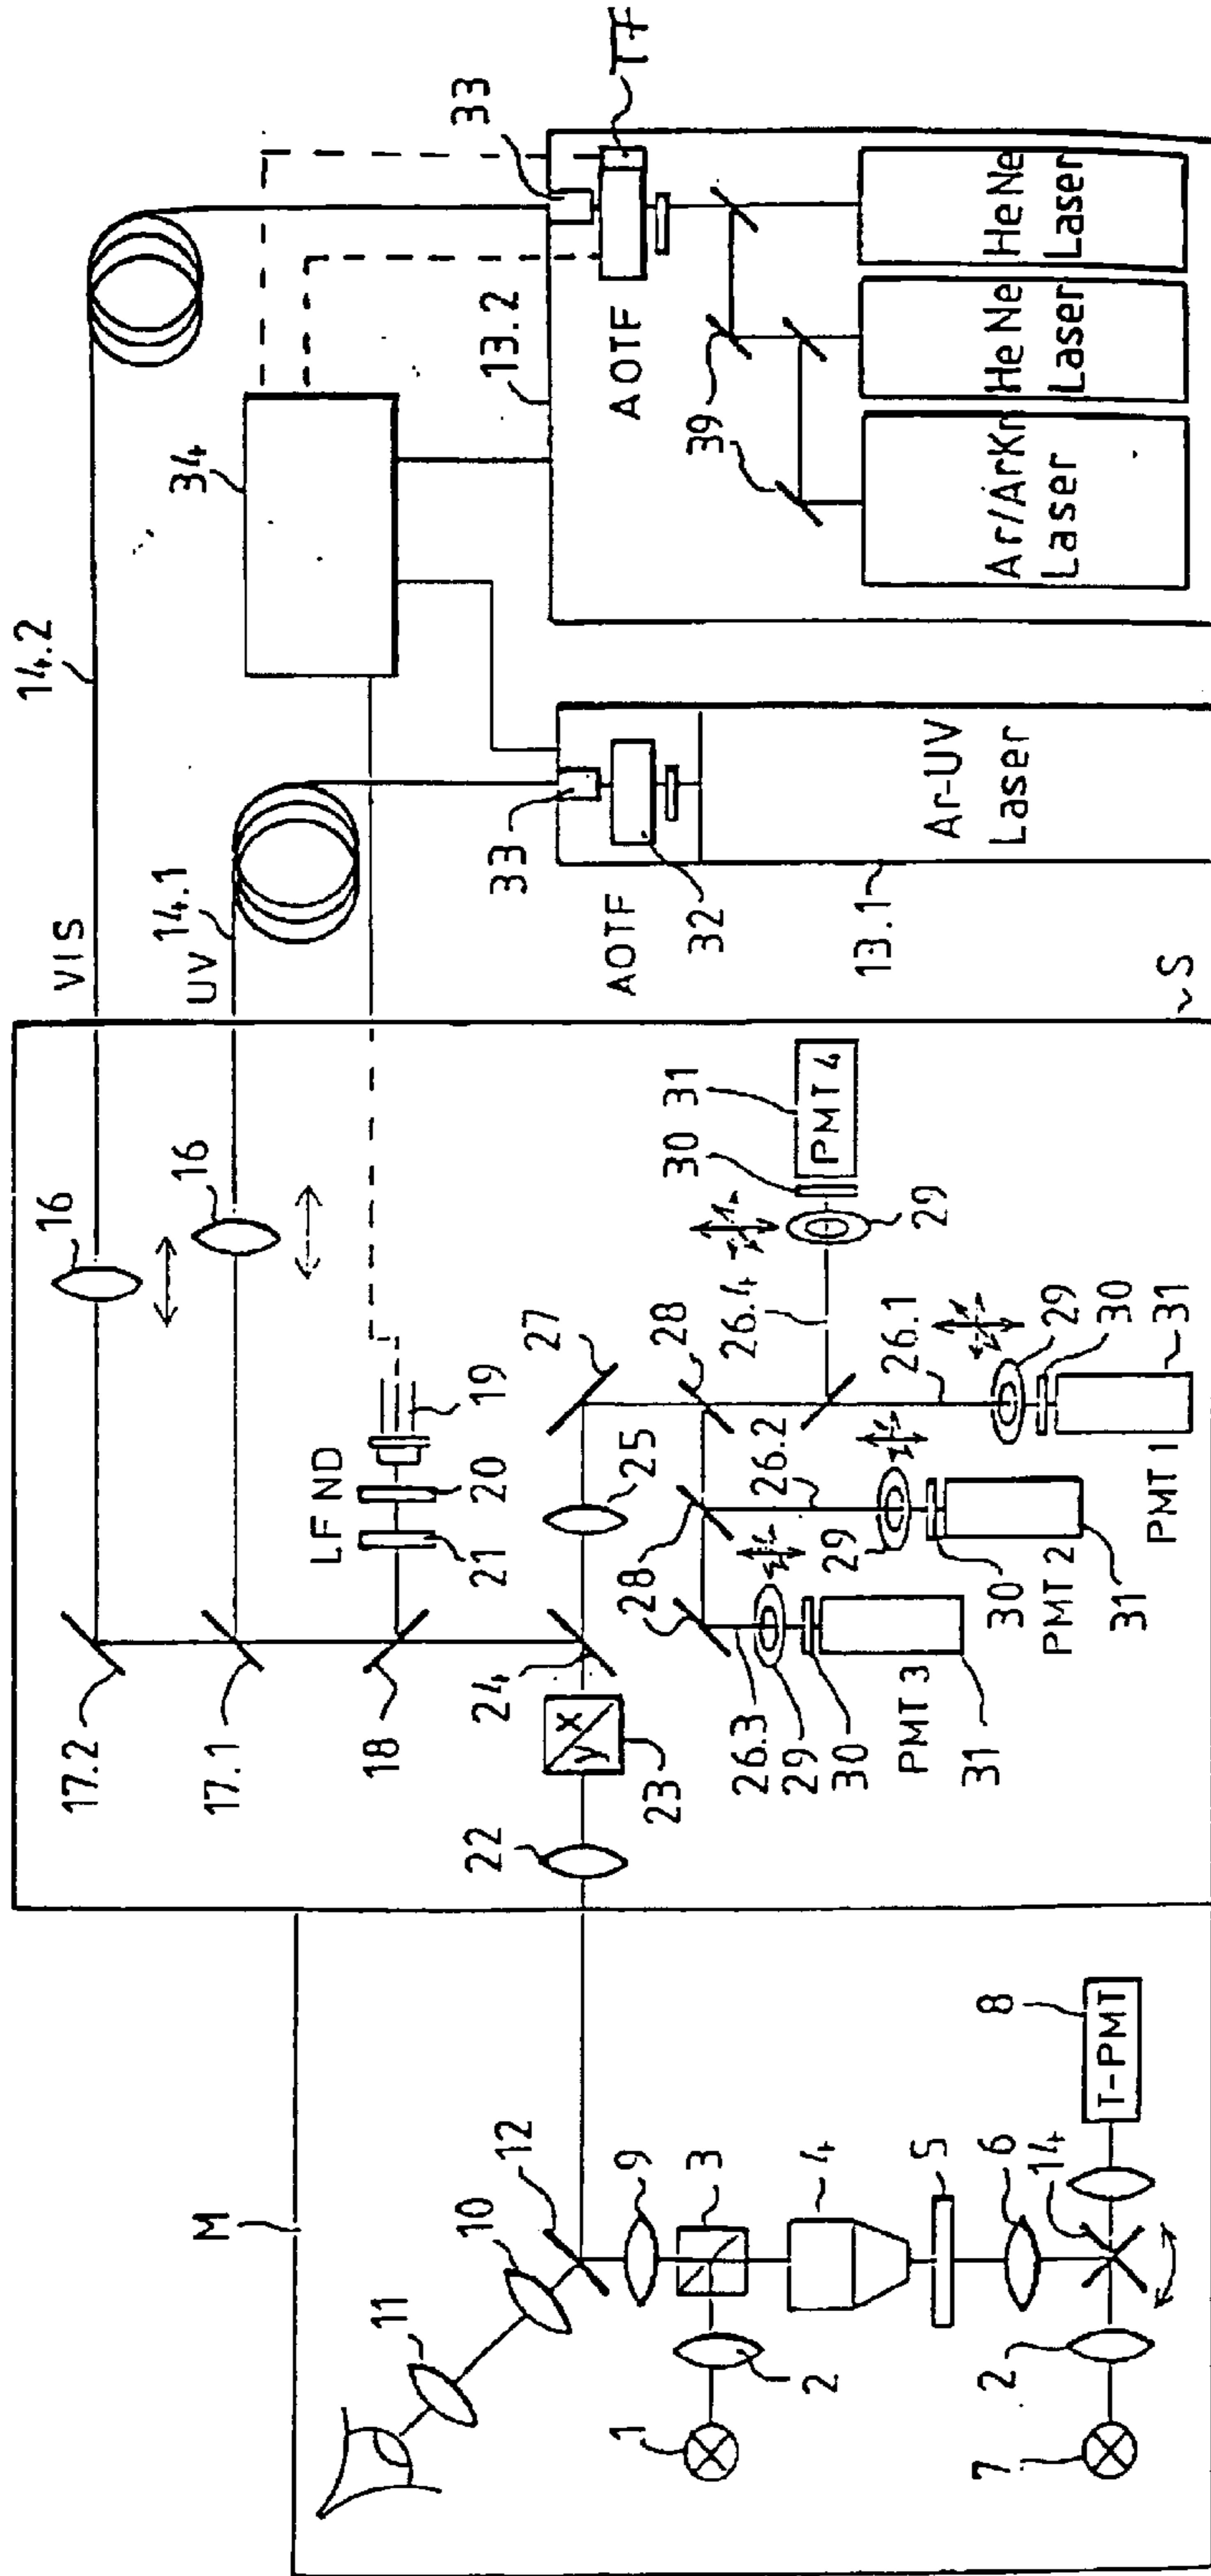 M
11
10
12
9
3
4
5
6
14
8
T-PMT
2
1
2
7
17.2
17.1
18
16
16
LF ND
19
20
21
22
y x
23
24
25
27
28
28
28
26.4
26.1
26.2
26.3
29
29
29
29
30
30
30
30
31
31
31
31
PMT 4
PMT 1
PMT 2
PMT 3
S
VIS
14.2
UV
14.1
34
33
33
TF
13.2
AOTF
AOTF
32
39
13.1
Ar-UV
Laser
Ar/ArKr
Laser
HeNe
Laser
HeNe
Laser